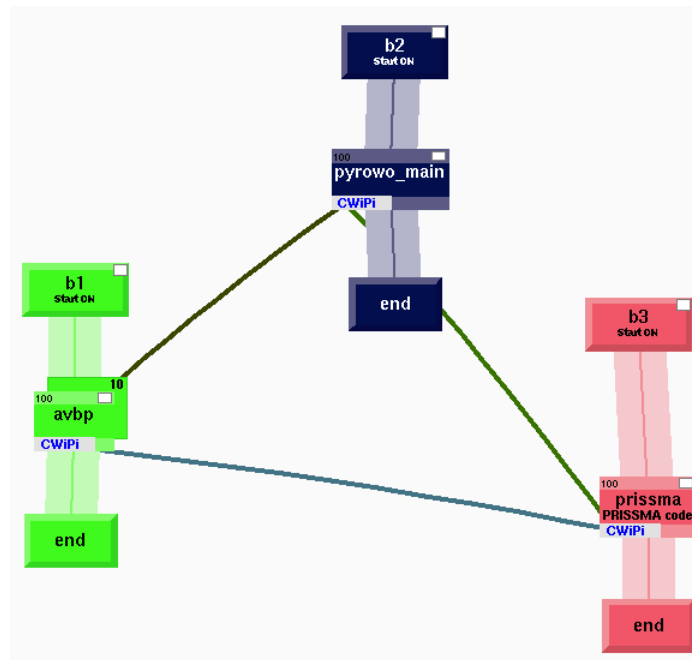 b2
Start ON
100
pyrowo_main
CWiPi
end
b1
Start ON
10
100
avbp
CWiPi
end
b3
Start ON
100
prissma
PRISSMA code
CWiPi
end